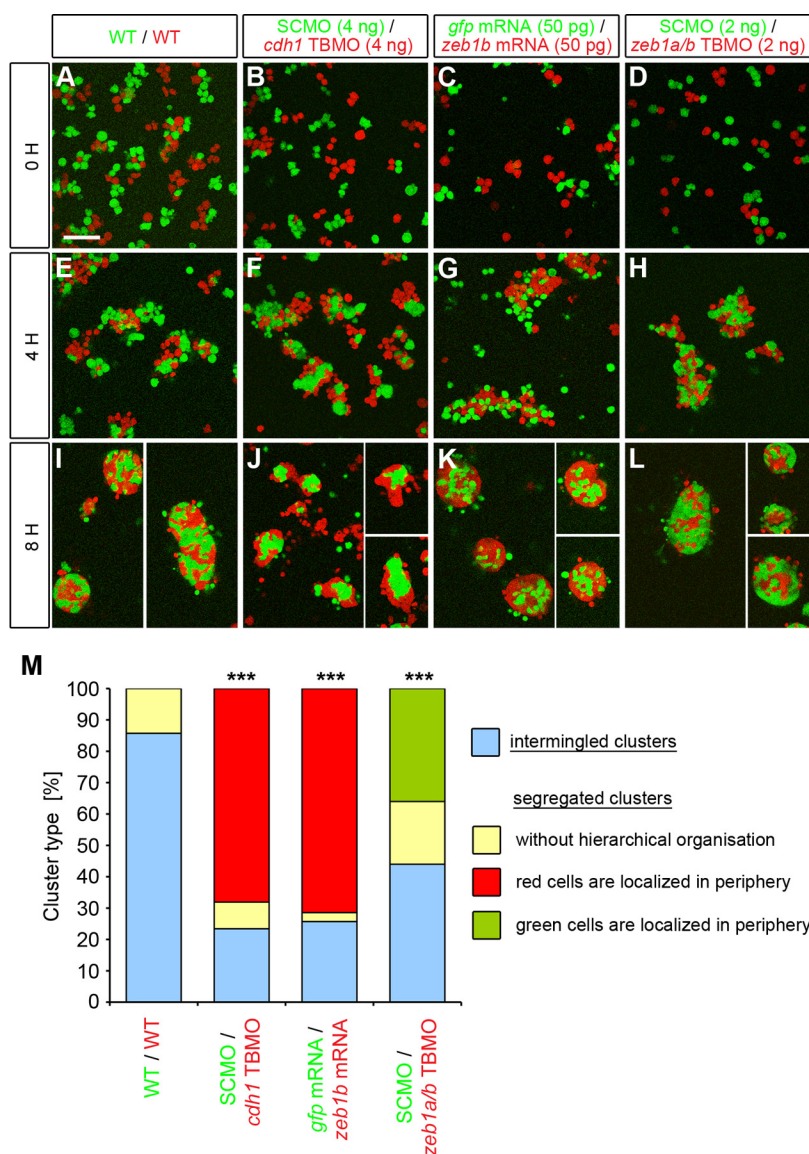 WT / WT
SCMO (4 ng) /
cdh1 TBMO (4 ng)
gfp mRNA (50 pg) /
zeb1b mRNA (50 pg)
SCMO (2 ng) /
zeb1a/b TBMO (2 ng)
0 H
A
B
C
D
4 H
E
F
G
H
8 H
I
J
K
L
M
*** *** ***
Cluster type [%]
100
90
80
70
60
50
40
30
20
10
0
WT / WT
SCMO /
cdh1 TBMO
gfp mRNA /
zeb1b mRNA
SCMO /
zeb1a/b TBMO
intermingled clusters
segregated clusters
without hierarchical organisation
red cells are localized in periphery
green cells are localized in periphery